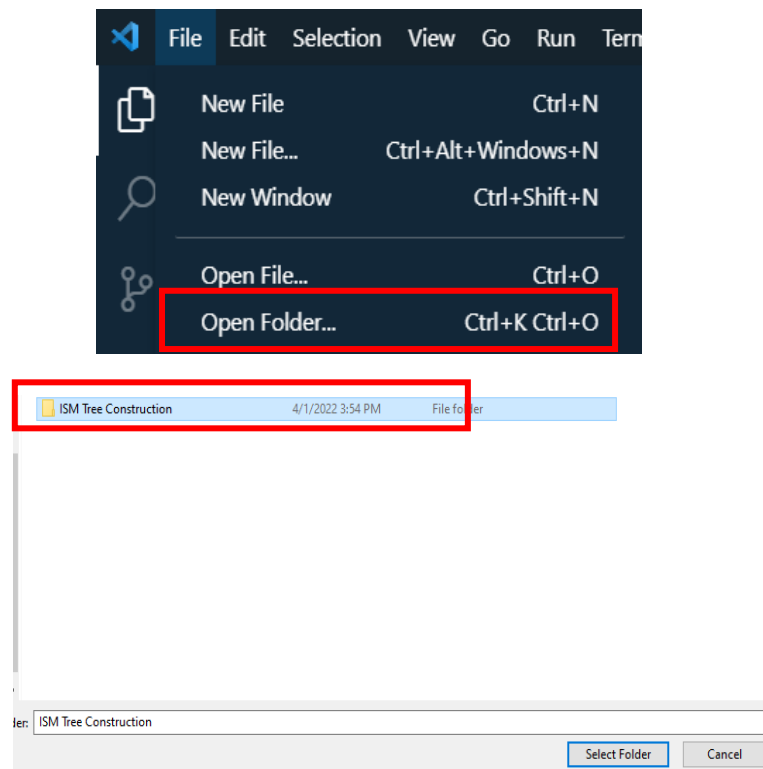 File Edit Selection View Go Run Term
New File Ctrl+N
New File... Ctrl+Alt+Windows+N
New Window Ctrl+Shift+N
Open File... Ctrl+O
Open Folder... Ctrl+K Ctrl+O
ISM Tree Construction 4/1/2022 3:54 PM File folder
der: ISM Tree Construction
Select Folder Cancel